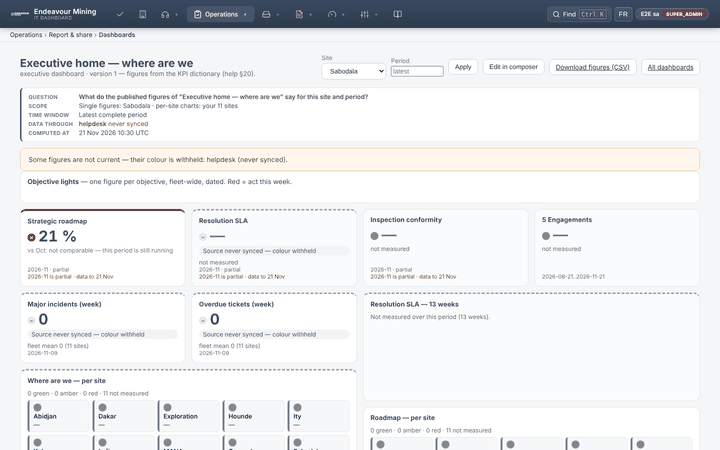 Endeavour Mining
IT DASHBOARD
Operations
Find Ctrl K
FR
E2E sa SUPER_ADMIN
Operations › Report & share › Dashboards
Executive home — where are we
executive dashboard · version 1 — figures from the KPI dictionary (help §20).
Site
Sabodala
Period
latest
Apply
Edit in composer
Download figures (CSV)
All dashboards
QUESTION What do the published figures of "Executive home — where are we" say for this site and period?
SCOPE Single figures: Sabodala · per-site charts: your 11 sites
TIME WINDOW Latest complete period
DATA THROUGH helpdesk never synced
COMPUTED AT 21 Nov 2026 10:30 UTC
Some figures are not current — their colour is withheld: helpdesk (never synced).
Objective lights — one figure per objective, fleet-wide, dated. Red = act this week.
Strategic roadmap
21 %
vs Oct: not comparable — this period is still running
2026-11 · partial
2026-11 is partial · data to 21 Nov
Resolution SLA
—
Source never synced — colour withheld
not measured
2026-11 · partial
2026-11 is partial · data to 21 Nov
Inspection conformity
—
not measured
2026-11 · partial
2026-11 is partial · data to 21 Nov
5 Engagements
—
not measured
2026-08-21..2026-11-21
Major incidents (week)
0
Source never synced — colour withheld
fleet mean 0 (11 sites)
2026-11-09
Overdue tickets (week)
0
Source never synced — colour withheld
fleet mean 0 (11 sites)
2026-11-09
Resolution SLA — 13 weeks
Not measured over this period (13 weeks).
Where are we — per site
0 green · 0 amber · 0 red · 11 not measured
Abidjan
—
Dakar
—
Exploration
—
Hounde
—
Ity
—
Roadmap — per site
0 green · 0 amber · 0 red · 11 not measured